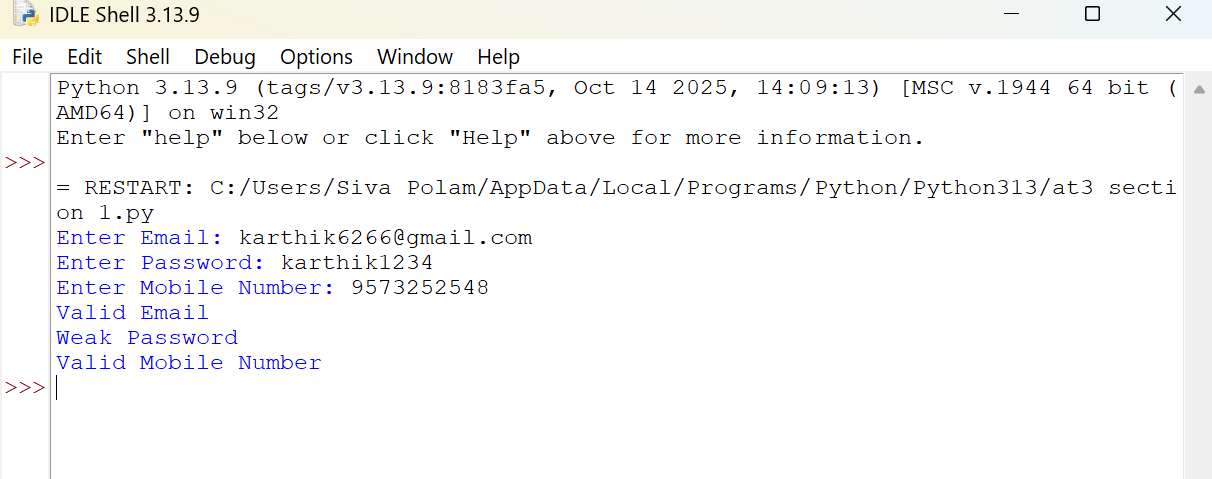 IDLE Shell 3.13.9
File Edit Shell Debug Options Window Help
Python 3.13.9 (tags/v3.13.9:8183fa5, Oct 14 2025, 14:09:13) [MSC v.1944 64 bit (
AMD64)] on win32
Enter "help" below or click "Help" above for more information.
>>>
= RESTART: C:/Users/Siva Polam/AppData/Local/Programs/Python/Python313/at3 secti
on 1.py
Enter Email: karthik6266@gmail.com
Enter Password: karthik1234
Enter Mobile Number: 9573252548
Valid Email
Weak Password
Valid Mobile Number
>>>